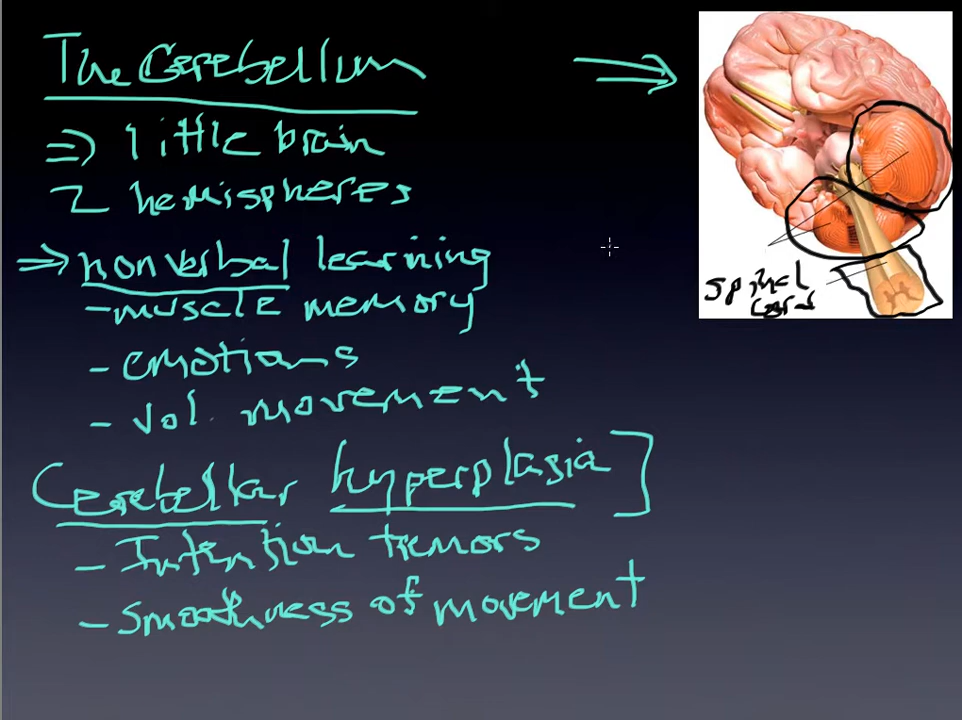 The Cerebellum
=> little brain
2 hemispheres
=> nonverbal learning
- muscle memory
- emotions
- vol. movement
Cerebellar hyperplasia]
- Intention tremors
- smoothness of movement
spinal
cord